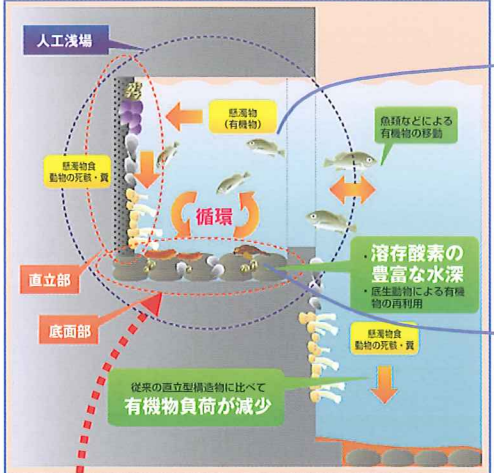 人工浅場
懸濁物
(有機物)
魚類などによる
有機物の移動
懸濁物食
動物の死骸・糞
循環
直立部
底面部
・溶存酸素の
豊富な水深
・底生動物による有機
物の再利用
懸濁物食
動物の死骸・糞
従来の直立型構造物に比べて
有機物負荷が減少